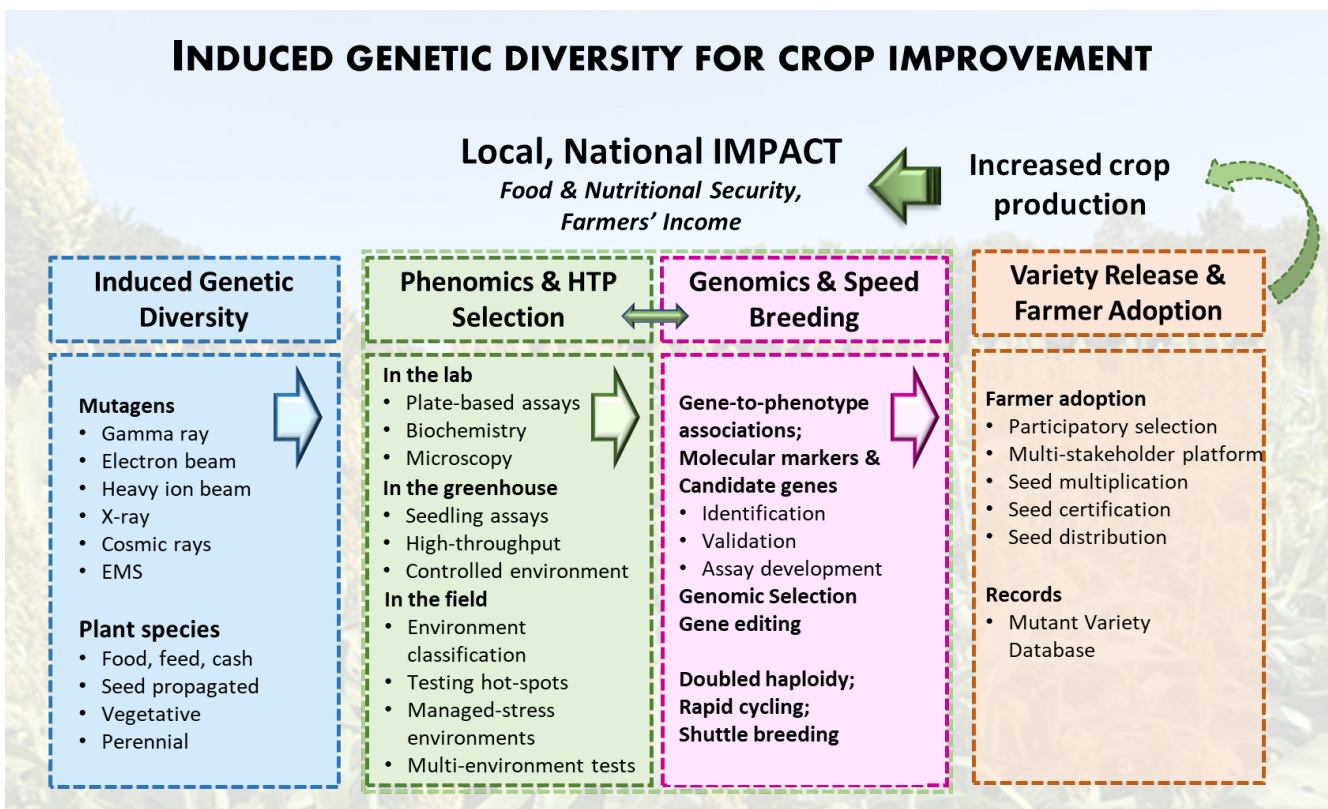 INDUCED GENETIC DIVERSITY FOR CROP IMPROVEMENT
Local, National IMPACT
Food & Nutritional Security,
Farmers' Income
Increased crop
production
Induced Genetic
Diversity
Mutagens
• Gamma ray
• Electron beam
• Heavy ion beam
• X-ray
• Cosmic rays
• EMS
Plant species
• Food, feed, cash
• Seed propagated
• Vegetative
• Perennial
Phenomics & HTP
Selection
In the lab
• Plate-based assays
• Biochemistry
• Microscopy
In the greenhouse
• Seedling assays
• High-throughput
• Controlled environment
In the field
• Environment
classification
• Testing hot-spots
• Managed-stress
environments
• Multi-environment tests
Genomics & Speed
Breeding
Gene-to-phenotype
associations;
Molecular markers &
Candidate genes
• Identification
• Validation
• Assay development
Genomic Selection
Gene editing
Doubled haploidy;
Rapid cycling;
Shuttle breeding
Variety Release &
Farmer Adoption
Farmer adoption
• Participatory selection
• Multi-stakeholder platform
• Seed multiplication
• Seed certification
• Seed distribution
Records
• Mutant Variety
Database